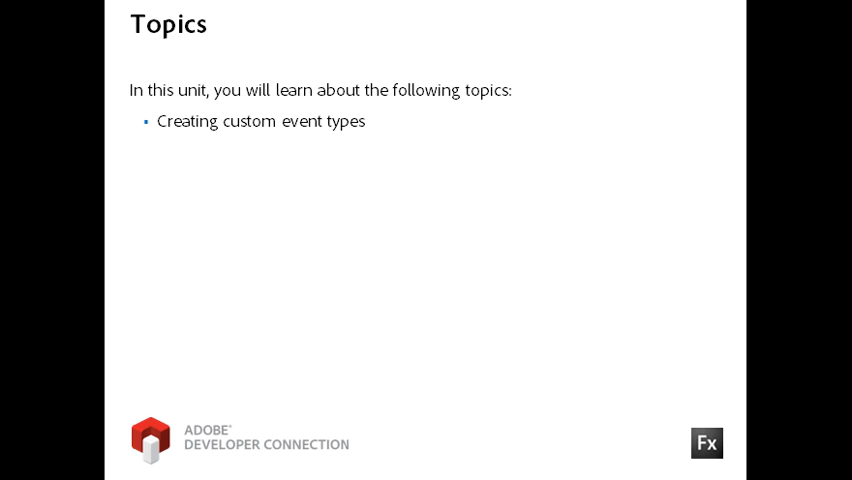 Topics
In this unit, you will learn about the following topics:
▪ Creating custom event types
ADOBE®
DEVELOPER CONNECTION
Fx